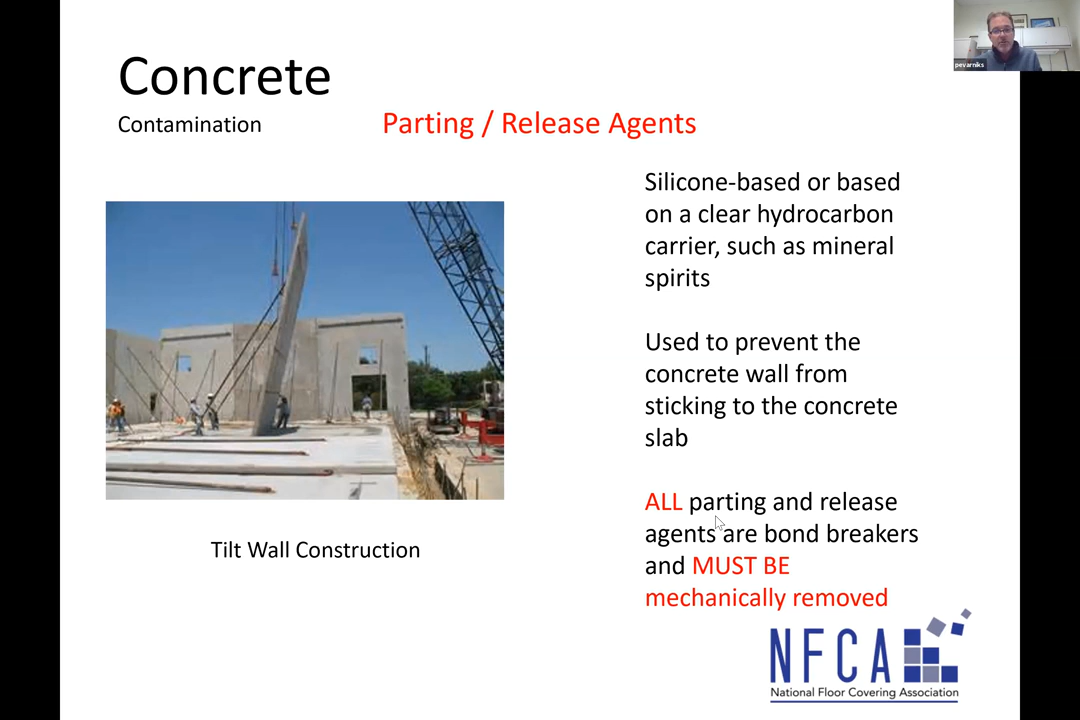 Concrete
Contamination
Parting / Release Agents
Silicone-based or based
on a clear hydrocarbon
carrier, such as mineral
spirits
Used to prevent the
concrete wall from
sticking to the concrete
slab
ALL parting and release
agents are bond breakers
and MUST BE
mechanically removed
Tilt Wall Construction
NFCA
National Floor Covering Association
pevarniks